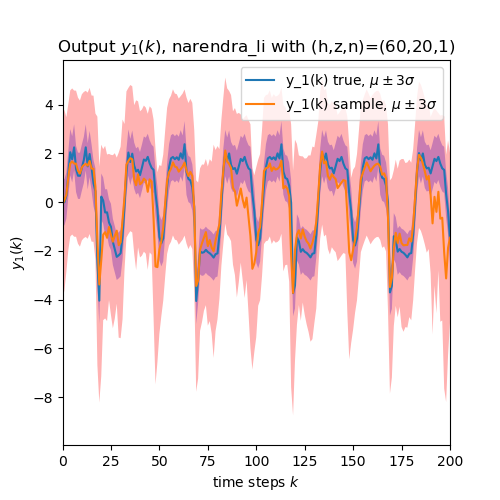 Output y₁(k), narendra_li with (h,z,n)=(60,20,1)
y_1(k) true, μ ± 3σ
y_1(k) sample, μ ± 3σ
y₁(k)
4
2
0
−2
−4
−6
−8
0 25 50 75 100 125 150 175 200
time steps k